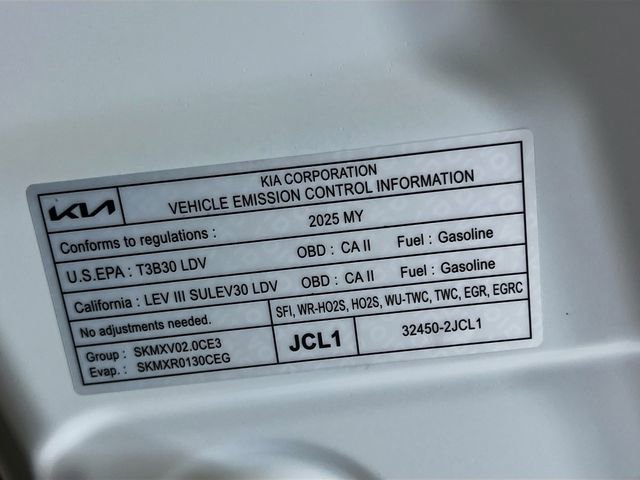 KIA
KIA CORPORATION
VEHICLE EMISSION CONTROL INFORMATION
Conforms to regulations : 2025 MY
U.S.EPA : T3B30 LDV OBD : CA II Fuel : Gasoline
California : LEV III SULEV30 LDV OBD : CA II Fuel : Gasoline
No adjustments needed. SFI, WR-HO2S, HO2S, WU-TWC, TWC, EGR, EGRC
Group : SKMXV02.0CE3
Evap. : SKMXR0130CEG
JCL1
32450-2JCL1